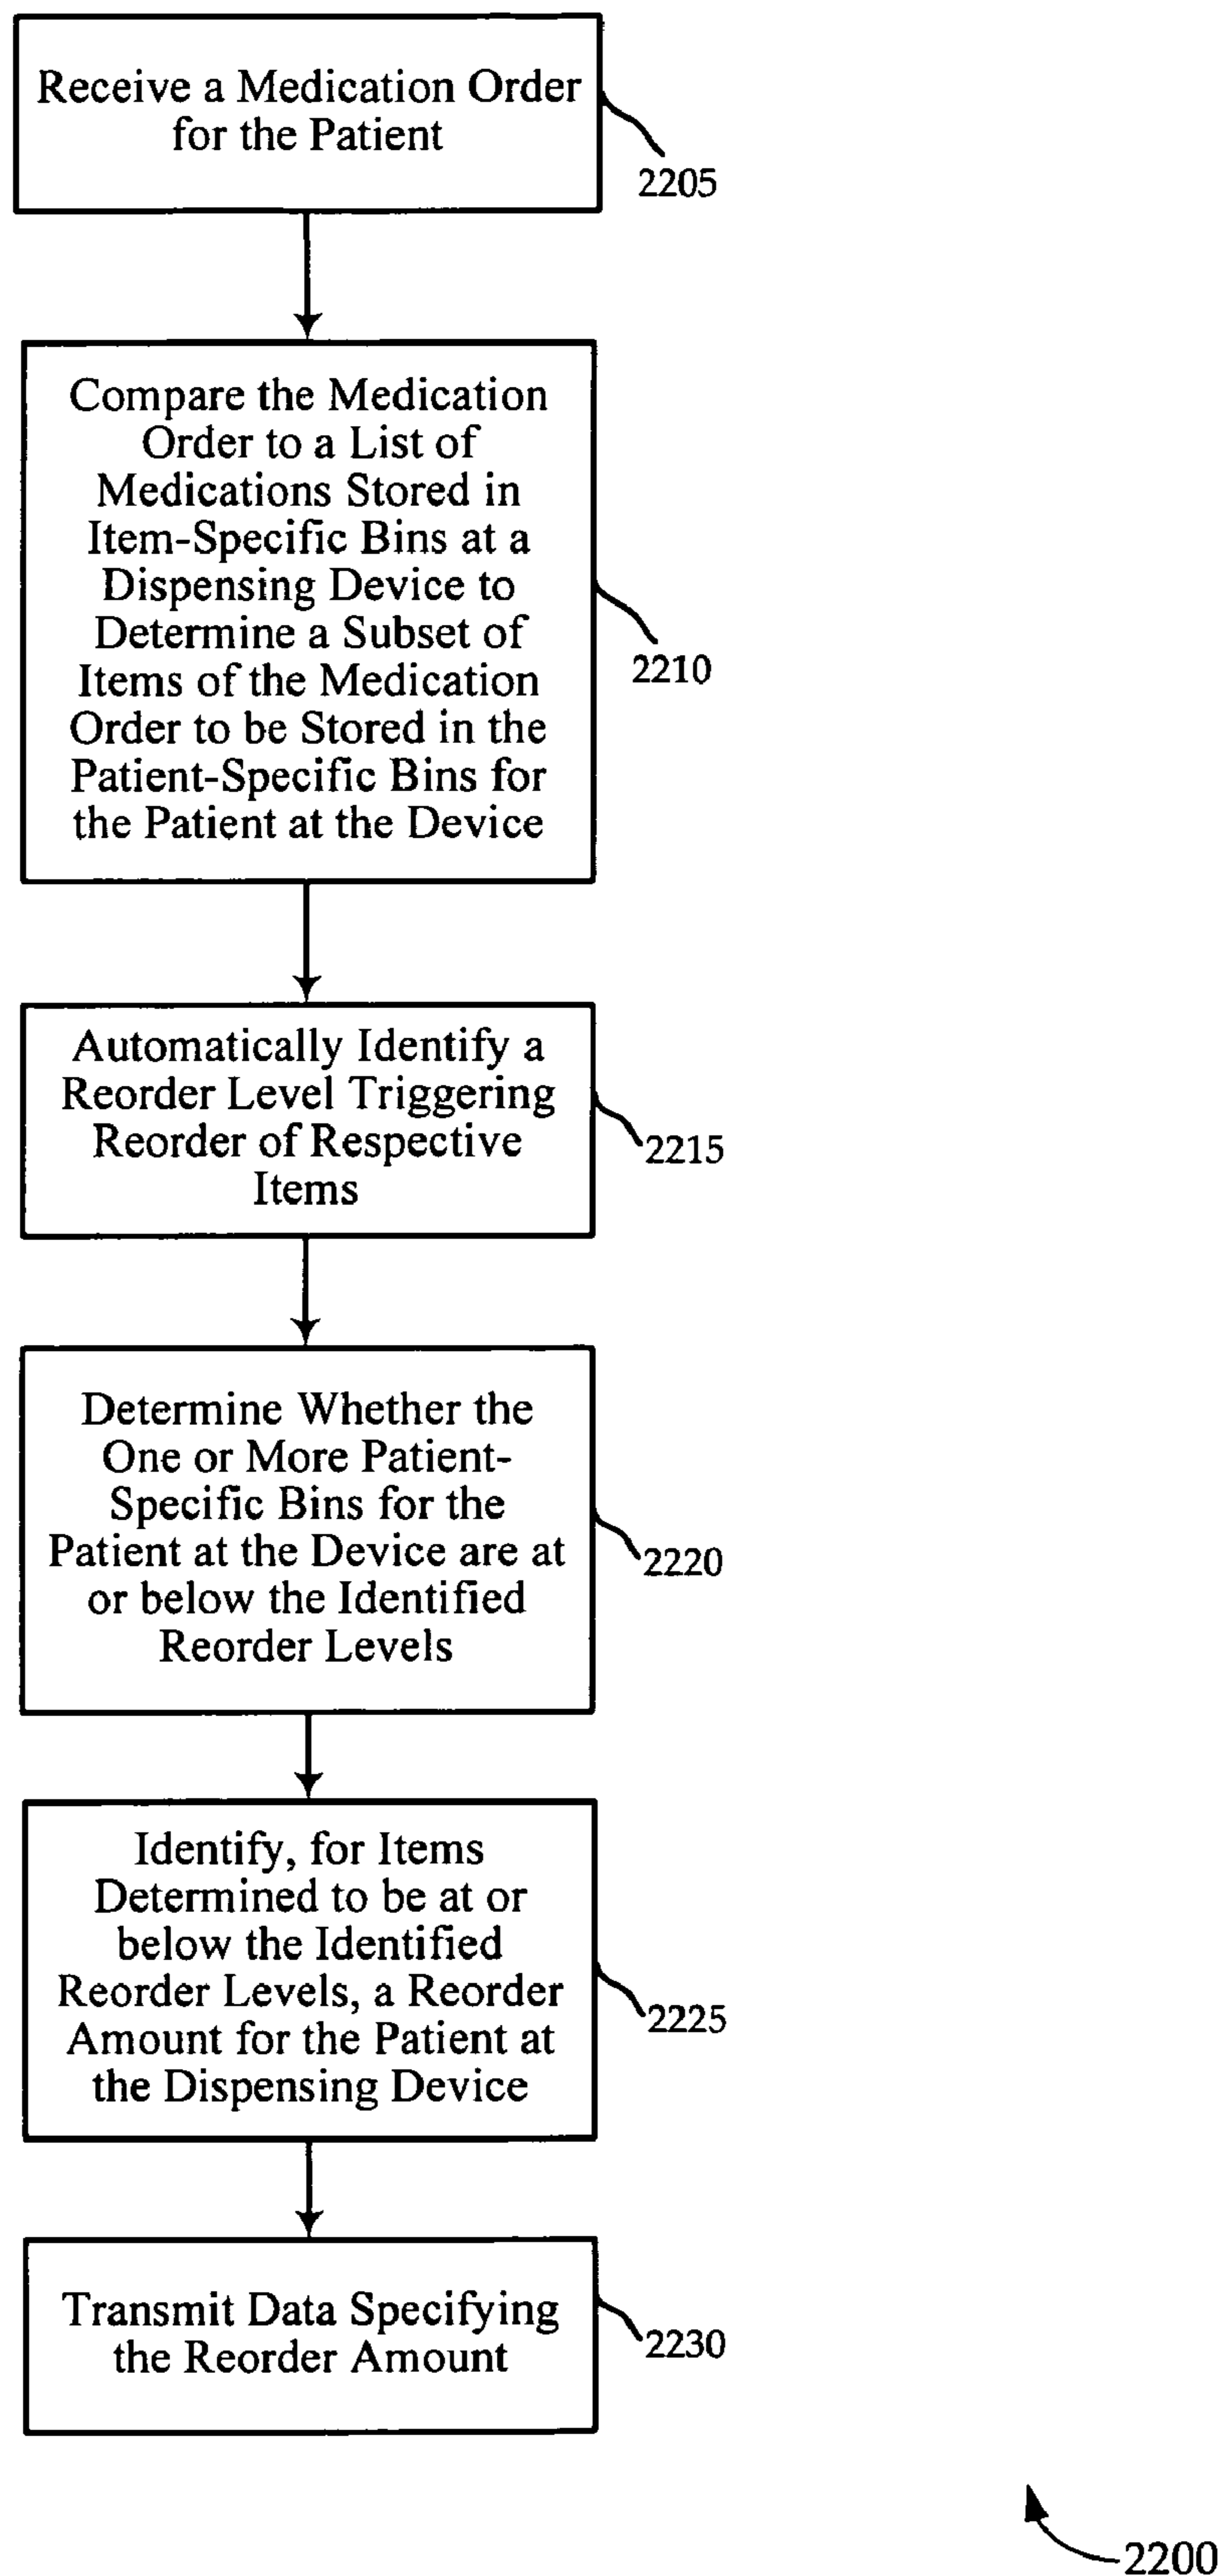 Receive a Medication Order
for the Patient
2205
Compare the Medication
Order to a List of
Medications Stored in
Item-Specific Bins at a
Dispensing Device to
Determine a Subset of
Items of the Medication
Order to be Stored in the
Patient-Specific Bins for
the Patient at the Device
2210
Automatically Identify a
Reorder Level Triggering
Reorder of Respective
Items
2215
Determine Whether the
One or More Patient-
Specific Bins for the
Patient at the Device are at
or below the Identified
Reorder Levels
2220
Identify, for Items
Determined to be at or
below the Identified
Reorder Levels, a Reorder
Amount for the Patient at
the Dispensing Device
2225
Transmit Data Specifying
the Reorder Amount
2230
2200